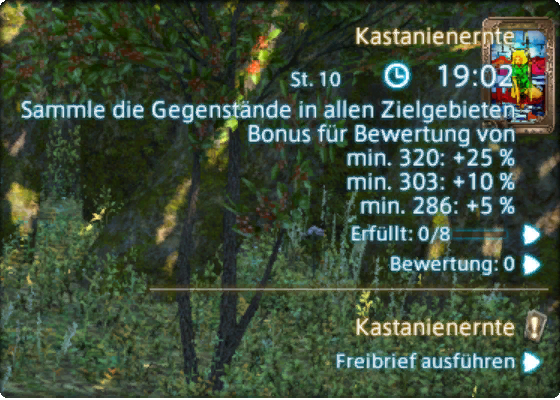 Kastanienernte
St. 10 19:02
Sammle die Gegenstände in allen Zielgebieten.
Bonus für Bewertung von
min. 320: +25 %
min. 303: +10 %
min. 286: +5 %
Erfüllt: 0/8
Bewertung: 0
Kastanienernte
Freibrief ausführen